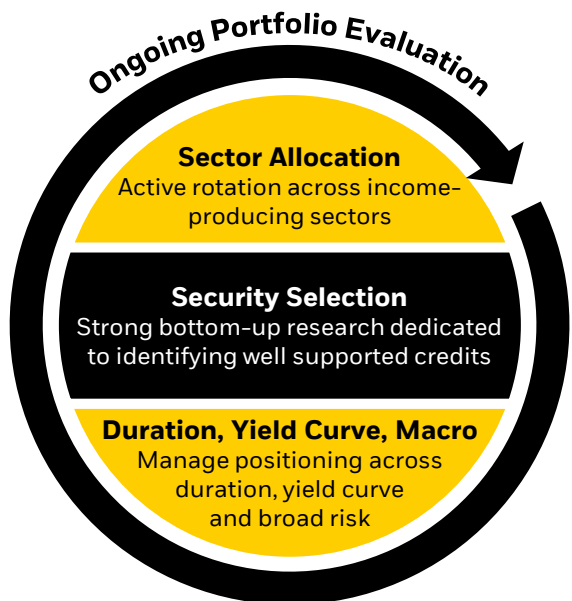 Ongoing Portfolio Evaluation
Sector Allocation
Active rotation across income-
producing sectors
Security Selection
Strong bottom-up research dedicated
to identifying well supported credits
Duration, Yield Curve, Macro
Manage positioning across
duration, yield curve
and broad risk